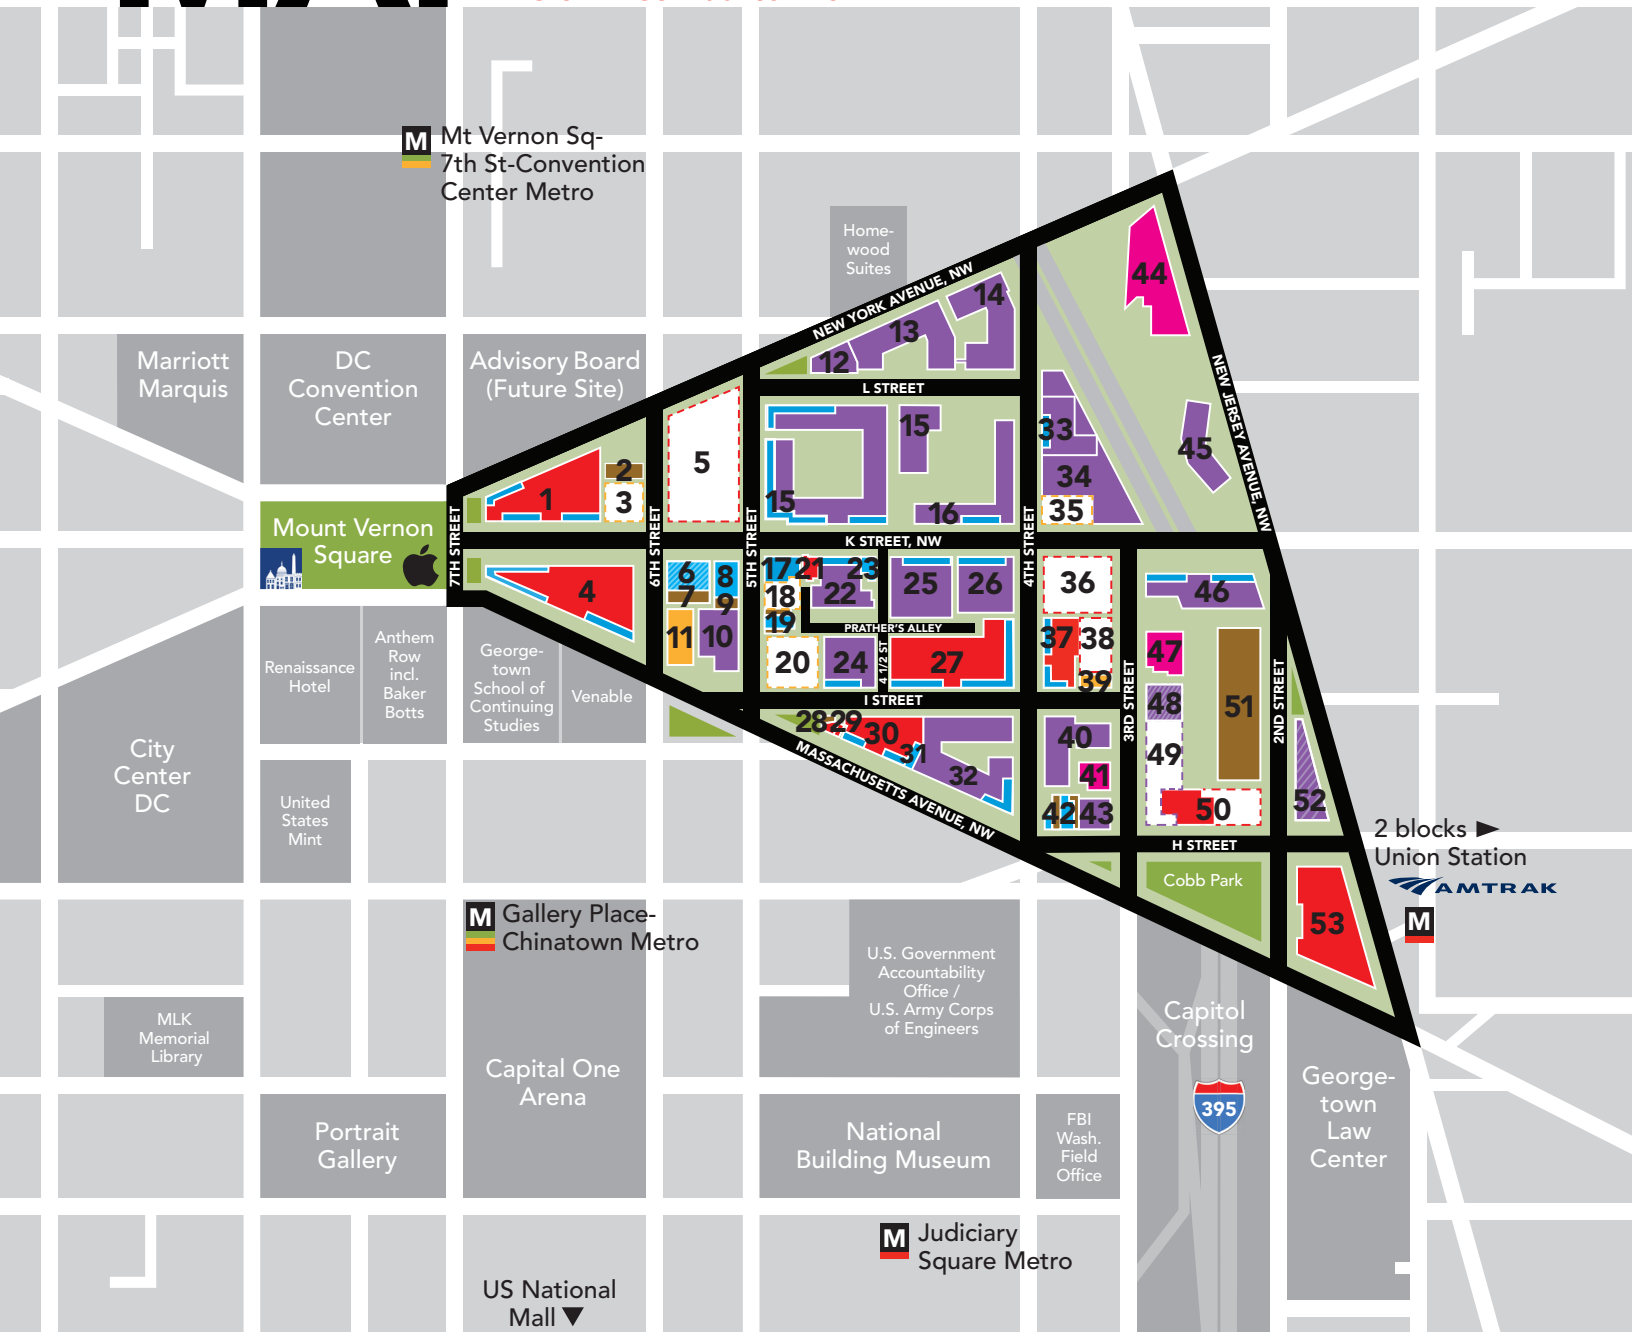 M Mt Vernon Sq-
7th St-Convention
Center Metro
Home-
wood
Suites
Marriott
Marquis
DC
Convention
Center
Advisory Board
(Future Site)
Mount Vernon
Square
NEW YORK AVENUE, NW
L STREET
K STREET, NW
PRATHER'S ALLEY
I STREET
H STREET
MASSACHUSETTS AVENUE, NW
NEW JERSEY AVENUE, NW
7TH STREET
6TH STREET
5TH STREET
4 1/2 ST
4TH STREET
3RD STREET
2ND STREET
1
2
3
4
5
6
7
8
9
10
11
12
13
14
15
15
16
17
18
19
20
21
22
23
24
25
26
27
28
29
30
31
32
33
34
35
36
37
38
39
40
41
42
43
44
45
46
47
48
49
50
51
52
53
Cobb Park
Renaissance
Hotel
Anthem
Row
incl.
Baker
Botts
George-
town
School of
Continuing
Studies
Venable
City
Center
DC
United
States
Mint
2 blocks
Union Station
AMTRAK
M
M Gallery Place-
Chinatown Metro
U.S. Government
Accountability
Office /
U.S. Army Corps
of Engineers
MLK
Memorial
Library
Capital One
Arena
Capitol
Crossing
395
George-
town
Law
Center
Portrait
Gallery
National
Building Museum
FBI
Wash.
Field
Office
M Judiciary
Square Metro
US National
Mall